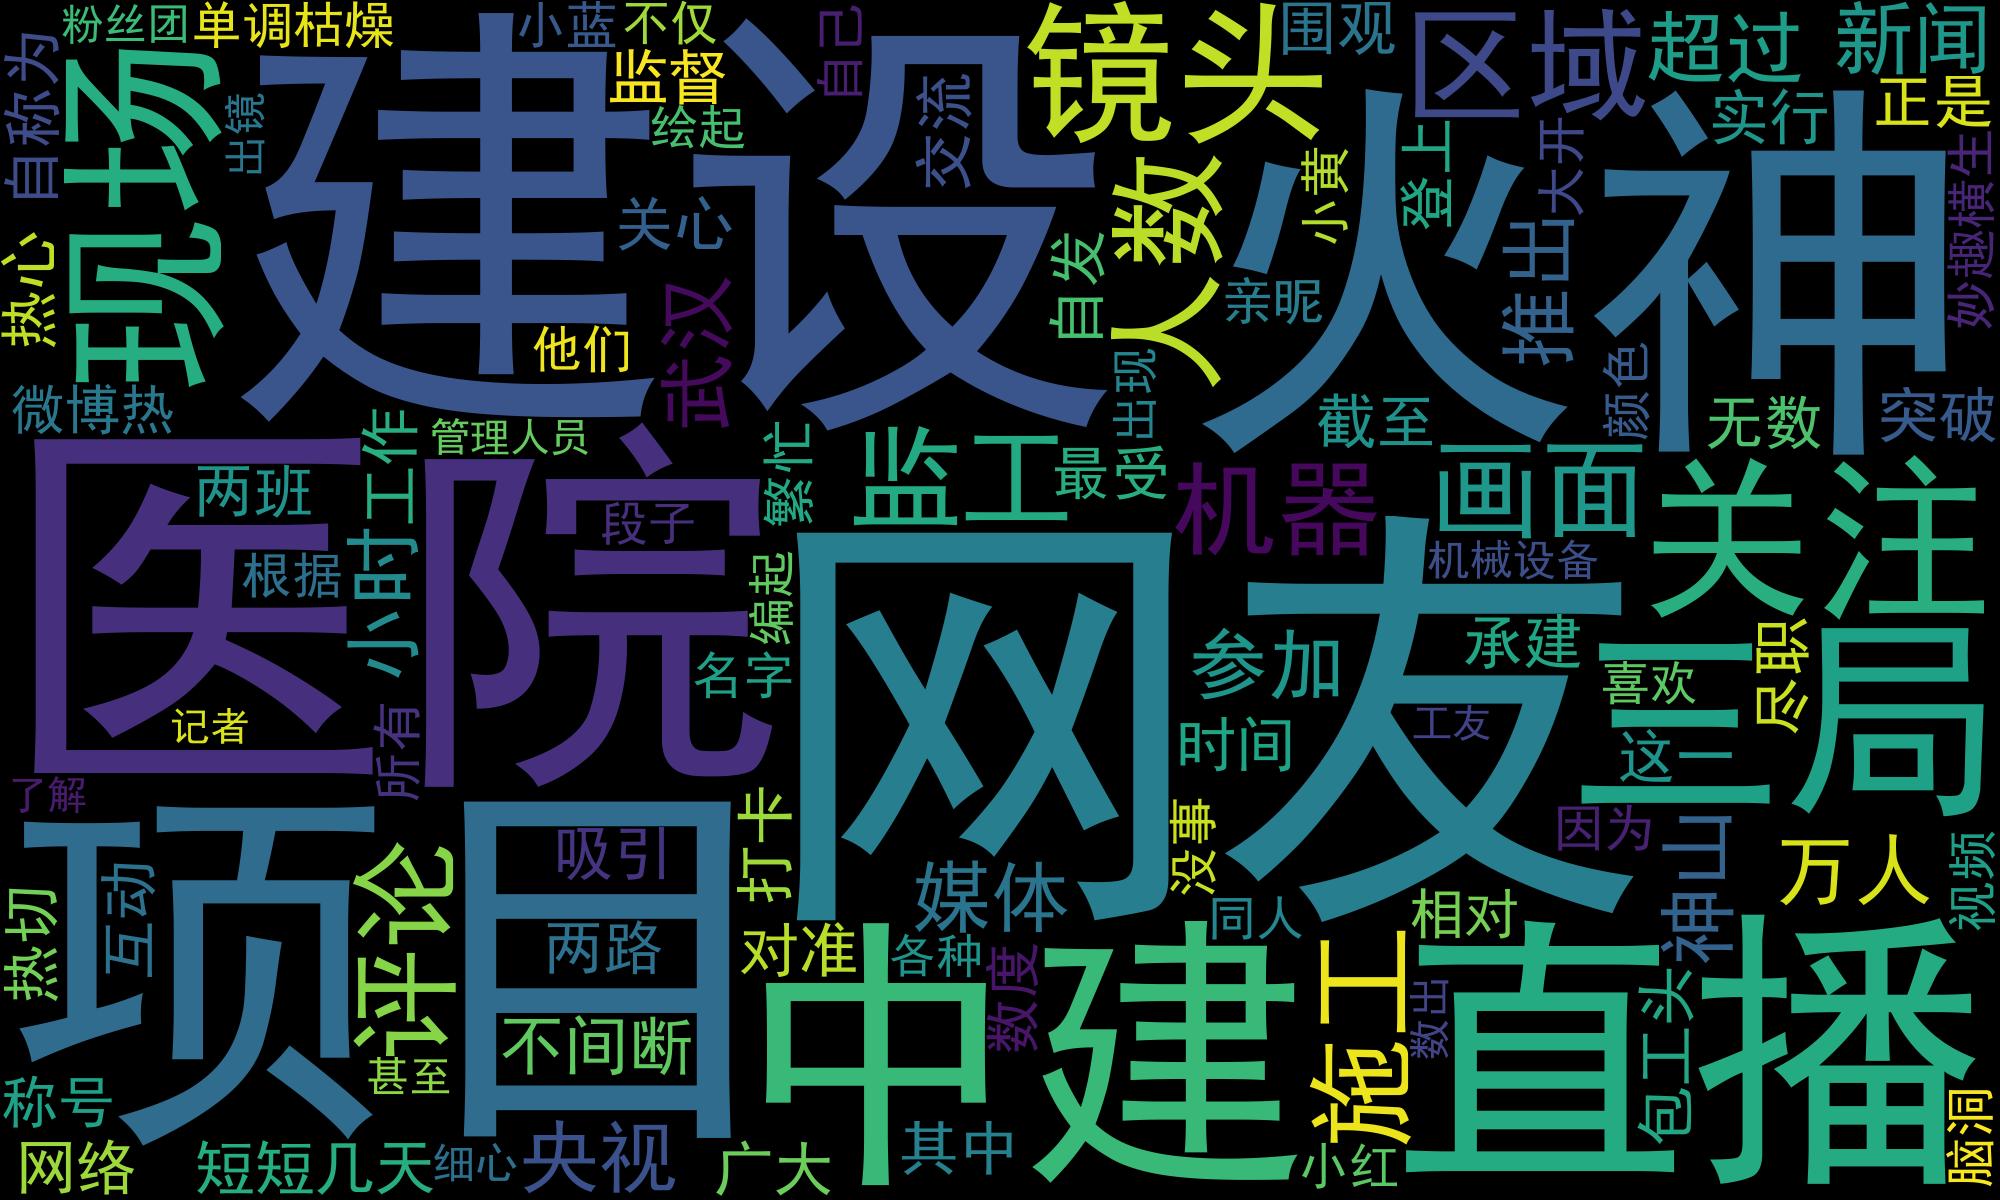 粉丝团
单调枯燥
小蓝
不仅
自己
镜头
围观
区域
超过
新闻
自称为
现场
出镜
建设
监督
绘起
交流
火神
实行
正是
热心
关心
武汉
他们
自发
人数
小黄
登上
大开
推出
妙趣横生
亲昵
出现
颜色
微博热
工作
管理人员
繁忙
监工
最受
截至
无数
突破
医院
两班
段子
机器
画面
关注
根据
小时
编起
网友
机械设备
名字
参加
承建
三局
喜欢
尽职
记者
所有
时间
工友
这一
了解
项目
打卡
没事
因为
神山
万人
视频
互动
评论
吸引
媒体
同人
相对
热切
两路
对准
各种
数度
中建
施工
数出
直播
包工头
不间断
甚至
称号
脑洞
网络
短短几天
细心
央视
广大
其中
小红